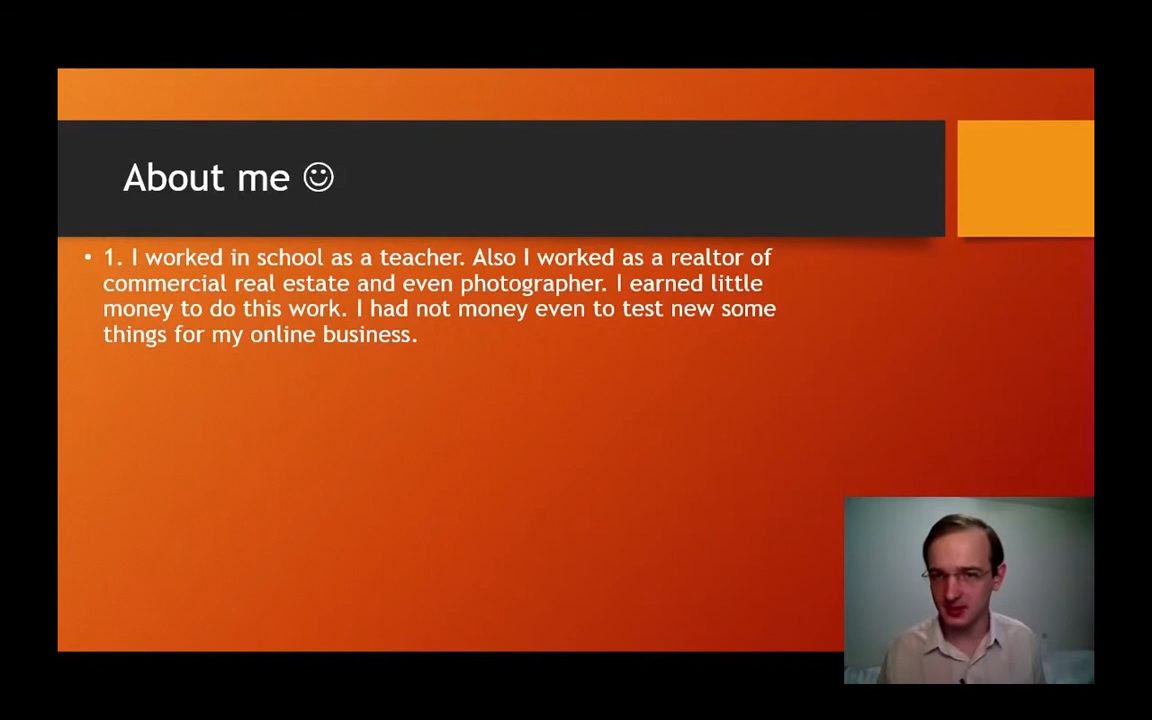 About me ☺
• 1. I worked in school as a teacher. Also I worked as a realtor of
commercial real estate and even photographer. I earned little
money to do this work. I had not money even to test new some
things for my online business.